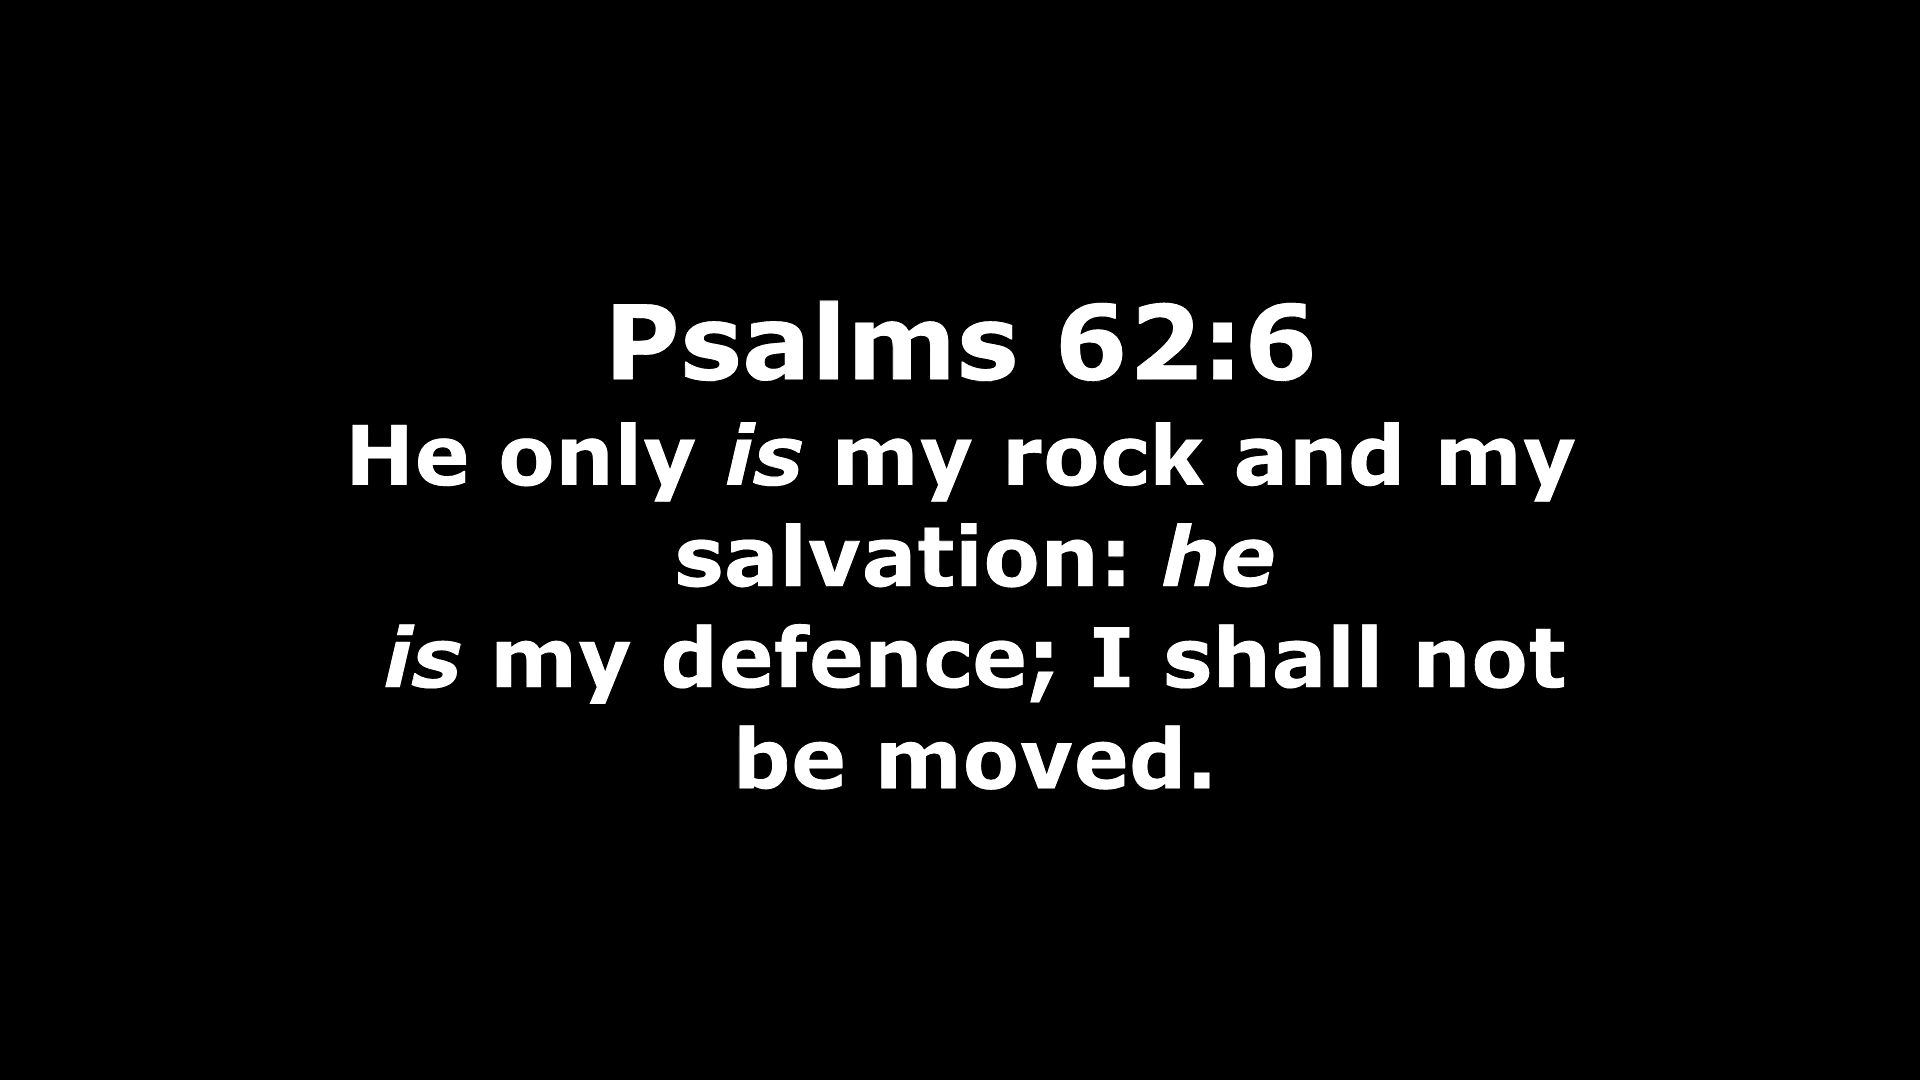 Psalms 62:6
He only is my rock and my
salvation: he
is my defence; I shall not
be moved.